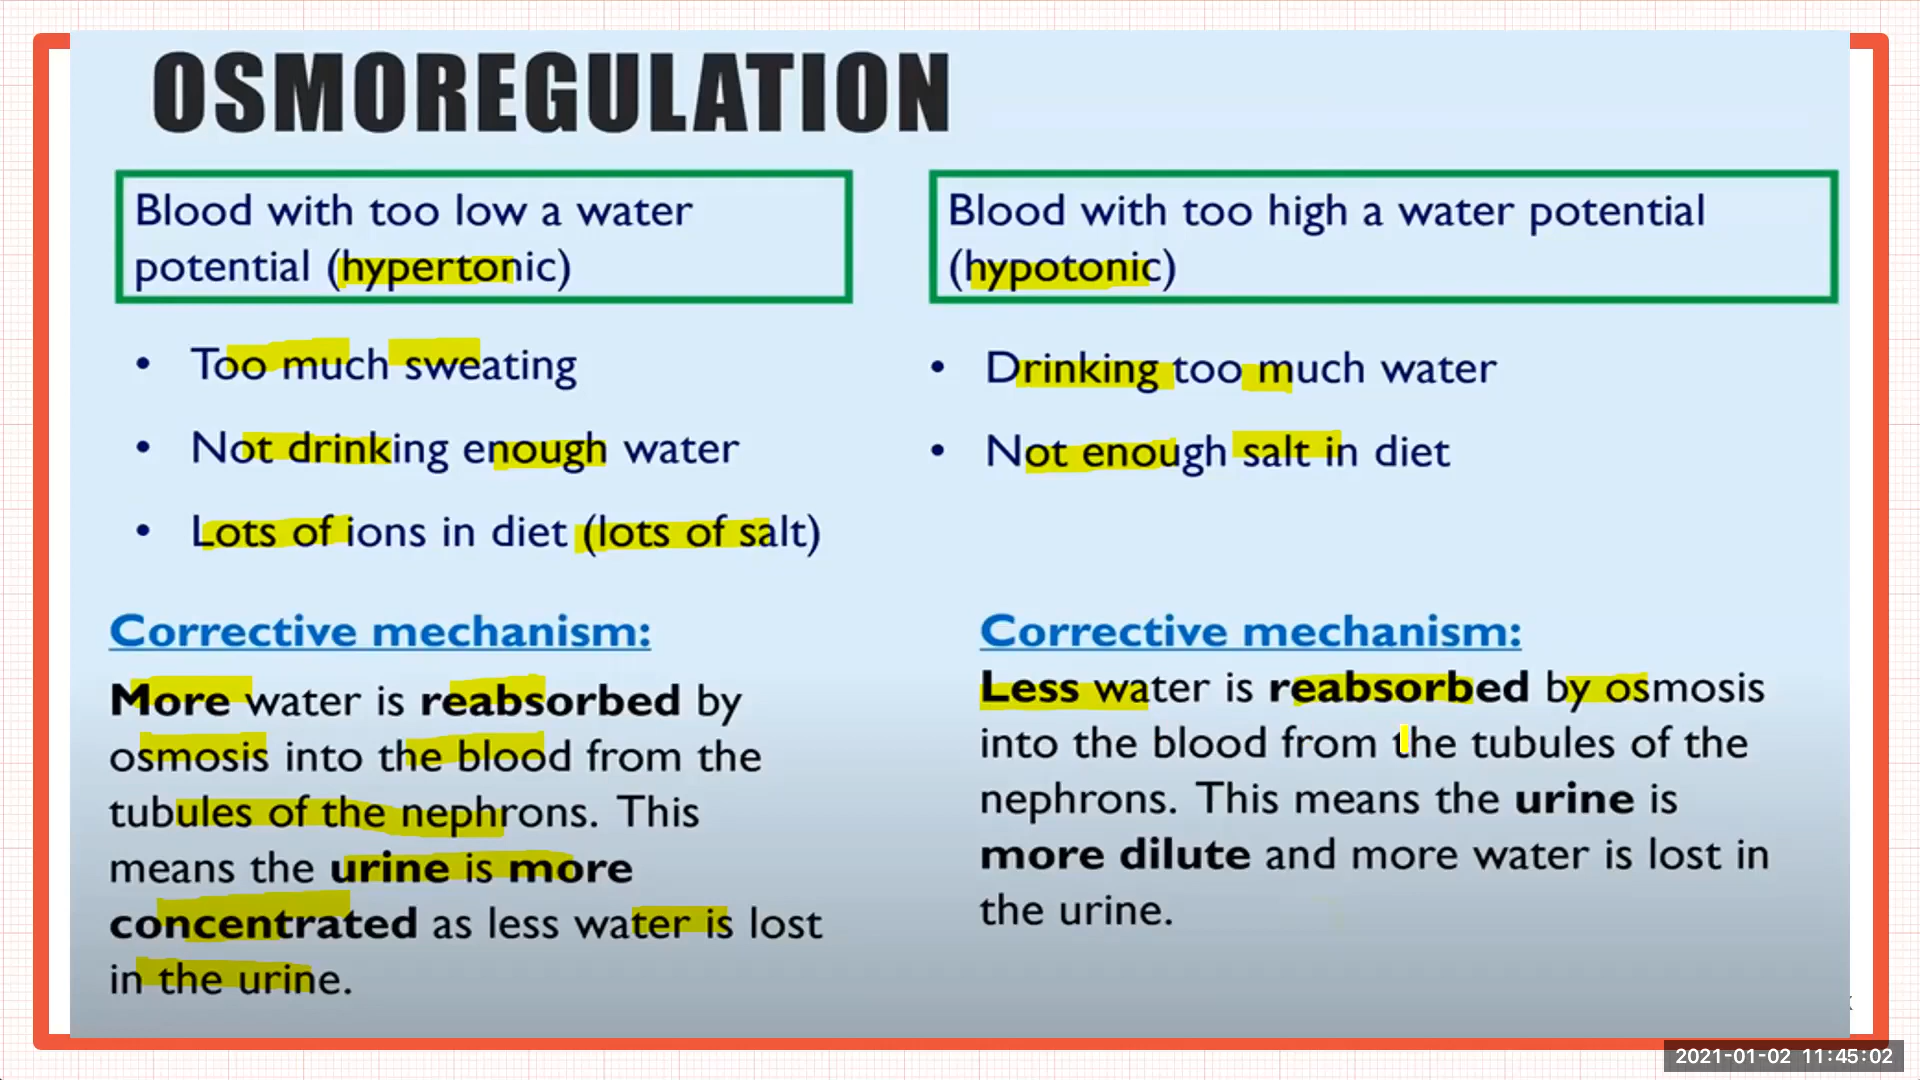 OSMOREGULATION
Blood with too low a water
potential (hypertonic)
• Too much sweating
• Not drinking enough water
• Lots of ions in diet (lots of salt)
Corrective mechanism:
More water is reabsorbed by
osmosis into the blood from the
tubules of the nephrons. This
means the urine is more
concentrated as less water is lost
in the urine.
Blood with too high a water potential
(hypotonic)
• Drinking too much water
• Not enough salt in diet
Corrective mechanism:
Less water is reabsorbed by osmosis
into the blood from the tubules of the
nephrons. This means the urine is
more dilute and more water is lost in
the urine.
2021-01-02 11:45:02